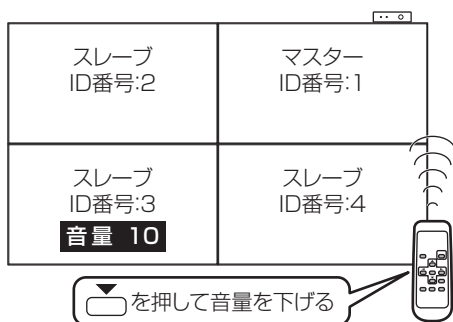 スレーブ
ID番号:2
マスター
ID番号:1
スレーブ
ID番号:3
音量 10
スレーブ
ID番号:4
を押して音量を下げる